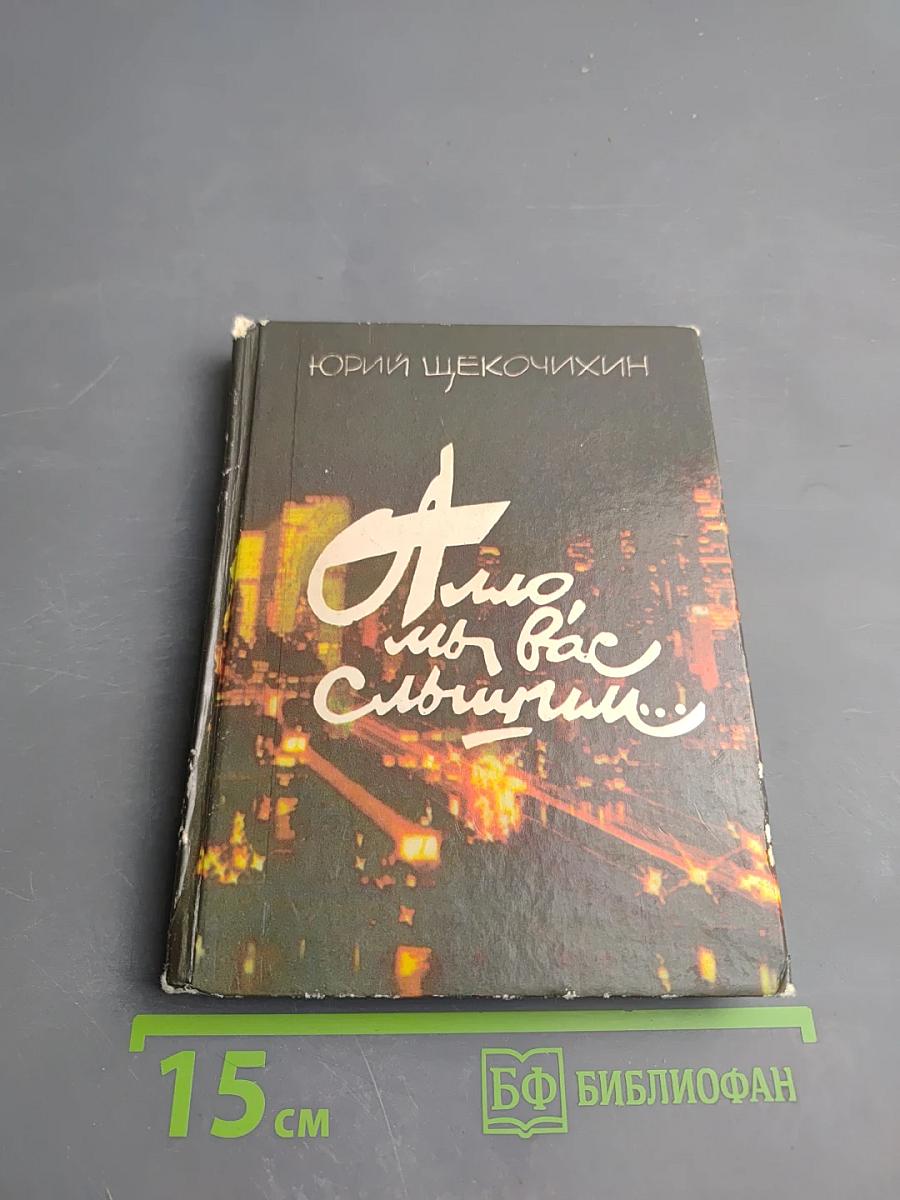 ЮРИЙ ЩЕКОЧИХИН
Алло
мы вас
слышим...
15 см
БФ БИБЛИОФАН